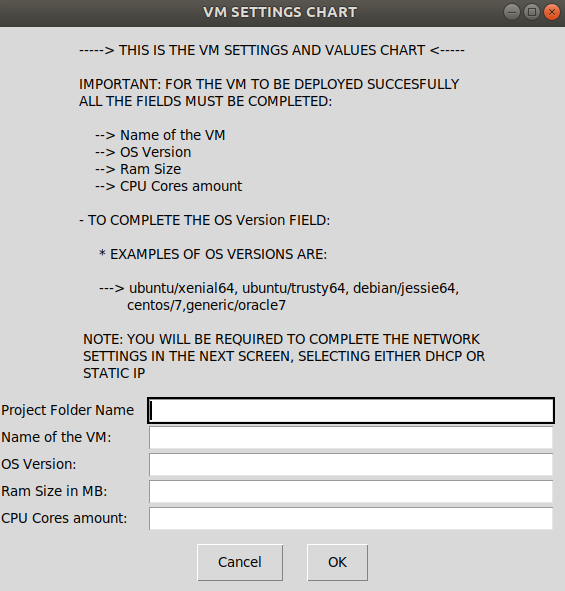 VM SETTINGS CHART
-----> THIS IS THE VM SETTINGS AND VALUES CHART <-----
IMPORTANT: FOR THE VM TO BE DEPLOYED SUCCESFULLY
ALL THE FIELDS MUST BE COMPLETED:
--> Name of the VM
--> OS Version
--> Ram Size
--> CPU Cores amount
- TO COMPLETE THE OS Version FIELD:
* EXAMPLES OF OS VERSIONS ARE:
---> ubuntu/xenial64, ubuntu/trusty64, debian/jessie64,
centos/7,generic/oracle7
NOTE: YOU WILL BE REQUIRED TO COMPLETE THE NETWORK
SETTINGS IN THE NEXT SCREEN, SELECTING EITHER DHCP OR
STATIC IP
Project Folder Name
Name of the VM:
OS Version:
Ram Size in MB:
CPU Cores amount:
Cancel OK